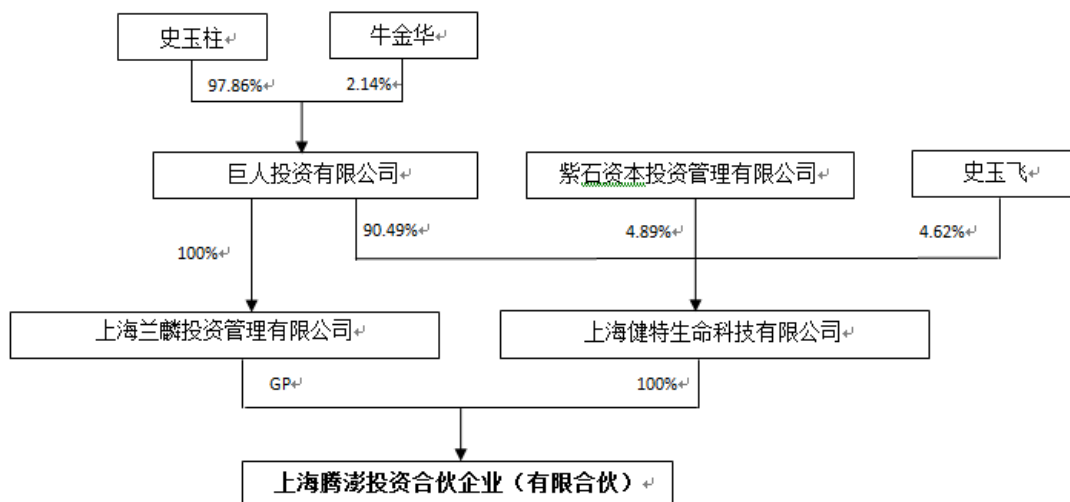 史玉柱
牛金华
97.86%
2.14%
巨人投资有限公司
紫石资本投资管理有限公司
史玉飞
100%
90.49%
4.89%
4.62%
上海兰麟投资管理有限公司
上海健特生命科技有限公司
GP
100%
上海腾澎投资合伙企业（有限合伙）